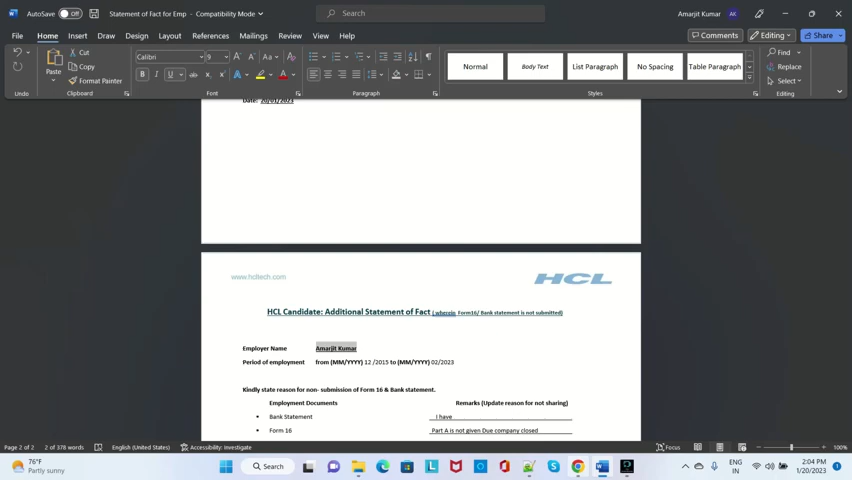 AutoSave Off Statement of Fact for Emp - Compatibility Mode Search Amarjit Kumar AK
File Home Insert Draw Design Layout References Mailings Review View Help Comments Editing Share
Paste Cut Copy Format Painter
Calibri 9 Aa A
B I U ab x x A A
Normal Body Text List Paragraph No Spacing Table Paragraph
Find Replace Select
Undo Clipboard Font Paragraph Styles Editing
Date: 20/01/2023
www.hcltech.com HCL
HCL Candidate: Additional Statement of Fact ( wherein Form16/ Bank statement is not submitted)
Employer Name Amarjit Kumar
Period of employment from (MM/YYYY) 12 /2015 to (MM/YYYY) 02/2023
Kindly state reason for non- submission of Form 16 & Bank statement.
Employment Documents Remarks (Update reason for not sharing)
• Bank Statement I have
• Form 16 Part A is not given Due company closed
Page 2 of 2 2 of 378 words English (United States) Accessibility: Investigate Focus 100%
76°F
Partly sunny
Search
ENG
IN
2:04 PM
1/20/2023